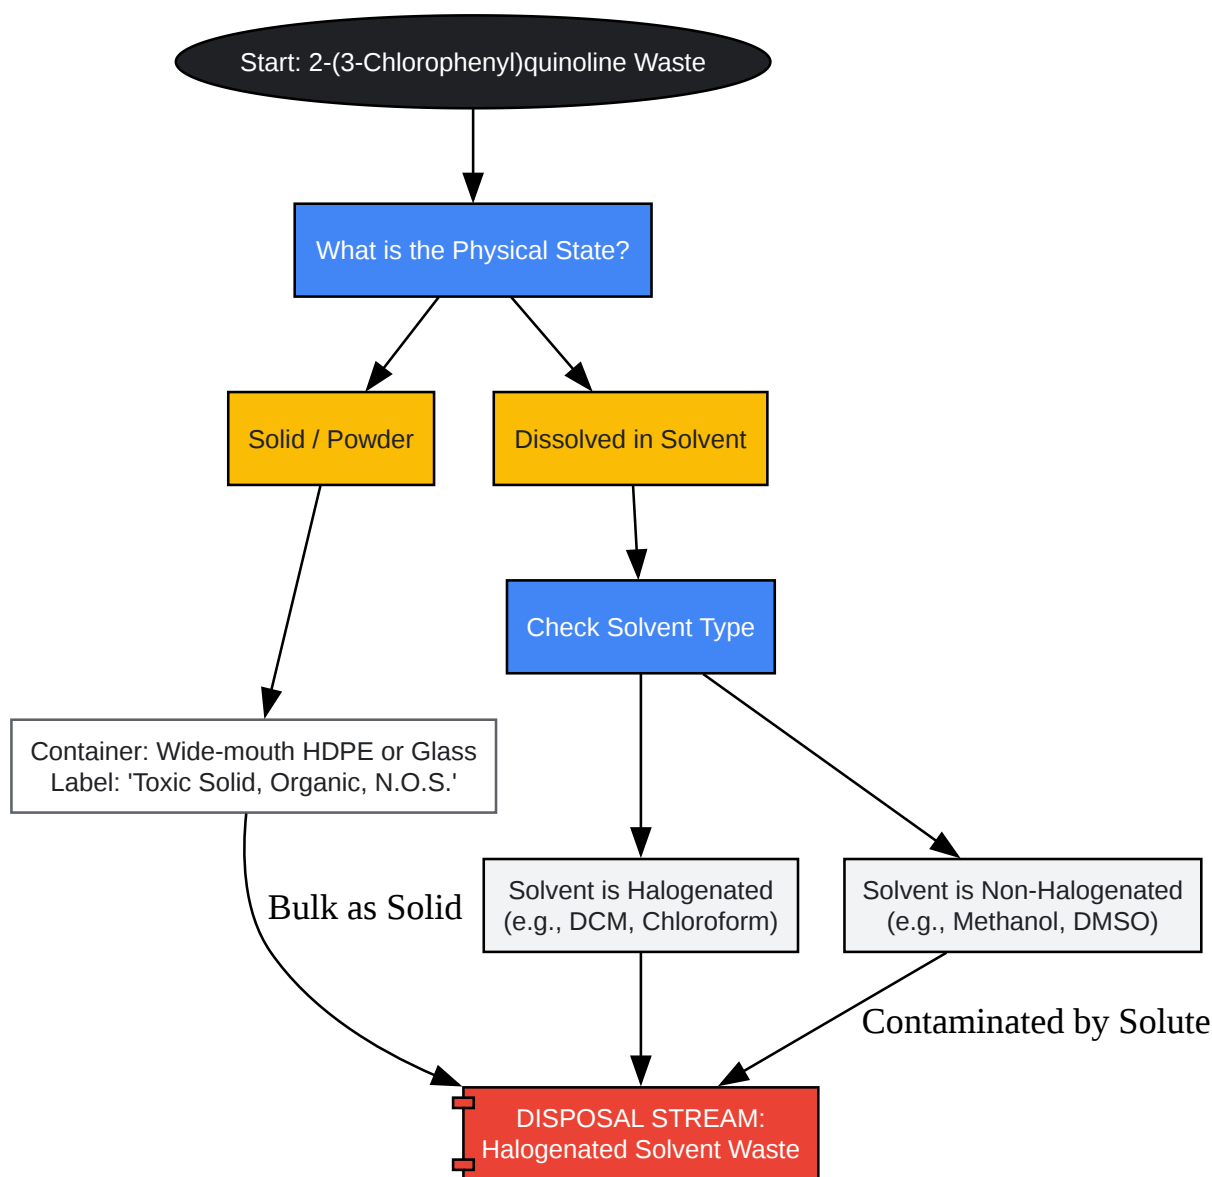 Start: 2-(3-Chlorophenyl)quinoline Waste
What is the Physical State?
Solid / Powder
Dissolved in Solvent
Check Solvent Type
Container: Wide-mouth HDPE or Glass
Label: 'Toxic Solid, Organic, N.O.S.'
Bulk as Solid
Solvent is Halogenated
(e.g., DCM, Chloroform)
Solvent is Non-Halogenated
(e.g., Methanol, DMSO)
Contaminated by Solute
DISPOSAL STREAM:
Halogenated Solvent Waste